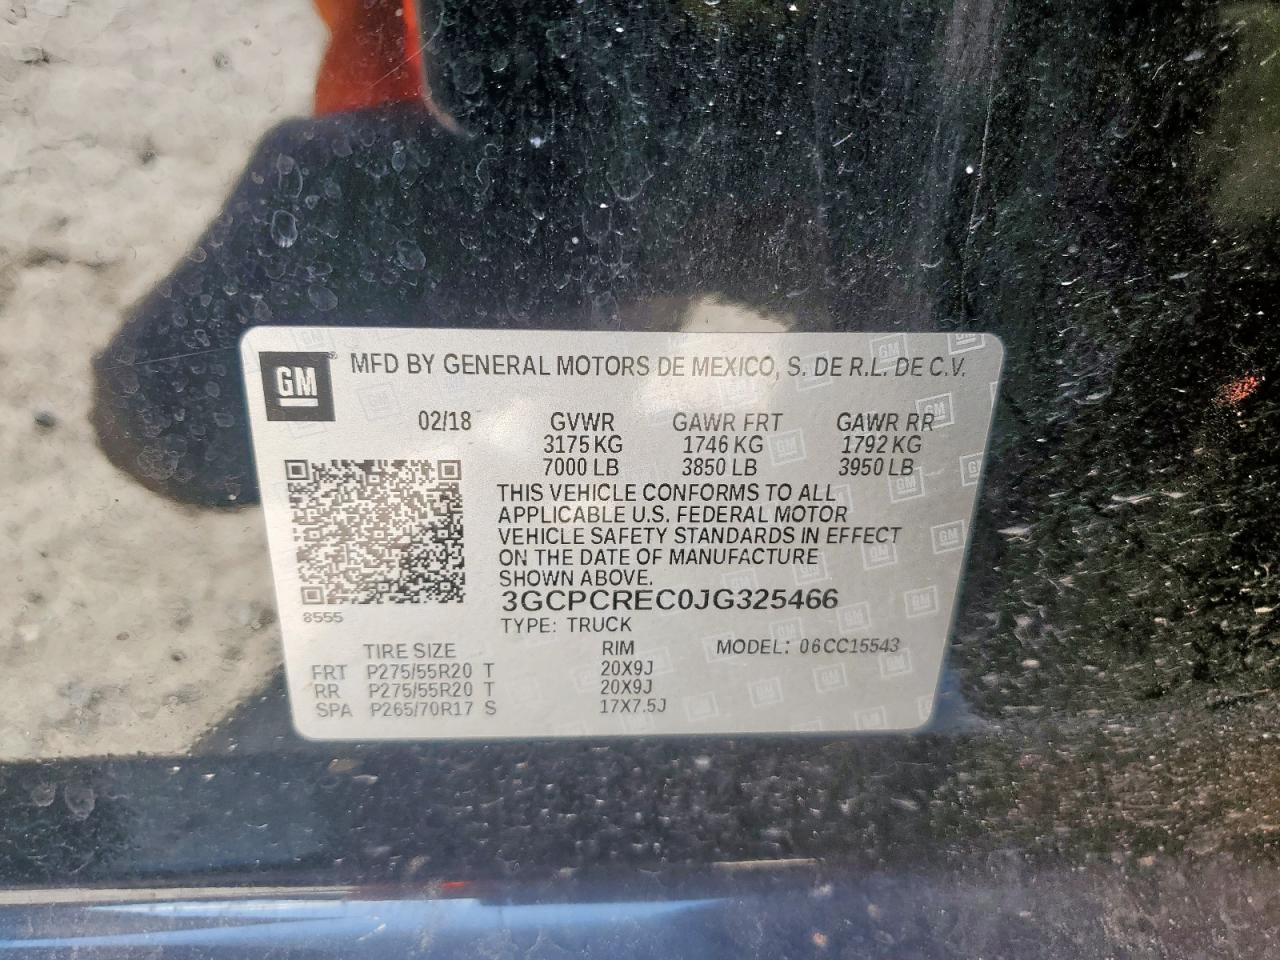 GM MFD BY GENERAL MOTORS DE MEXICO, S. DE R.L. DE C.V.
02/18 GVWR GAWR FRT GAWR RR
3175 KG 1746 KG 1792 KG
7000 LB 3850 LB 3950 LB
THIS VEHICLE CONFORMS TO ALL
APPLICABLE U.S. FEDERAL MOTOR
VEHICLE SAFETY STANDARDS IN EFFECT
ON THE DATE OF MANUFACTURE
SHOWN ABOVE.
3GCPCREC0JG325466
8555
TYPE: TRUCK
TIRE SIZE RIM MODEL: 06CC15543
FRT P275/55R20 T 20X9J
RR P275/55R20 T 20X9J
SPA P265/70R17 S 17X7.5J